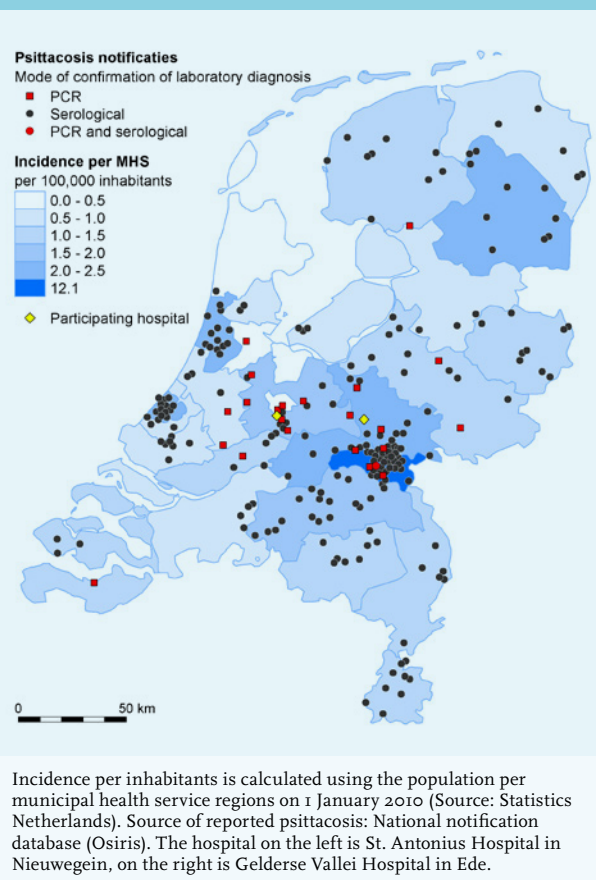 Psittacosis notificaties
Mode of confirmation of laboratory diagnosis
PCR
Serological
PCR and serological
Incidence per MHS
per 100,000 inhabitants
0.0 - 0.5
0.5 - 1.0
1.0 - 1.5
1.5 - 2.0
2.0 - 2.5
12.1
Participating hospital
0 50 km
Incidence per inhabitants is calculated using the population per
municipal health service regions on 1 January 2010 (Source: Statistics
Netherlands). Source of reported psittacosis: National notification
database (Osiris). The hospital on the left is St. Antonius Hospital in
Nieuwegein, on the right is Gelderse Vallei Hospital in Ede.